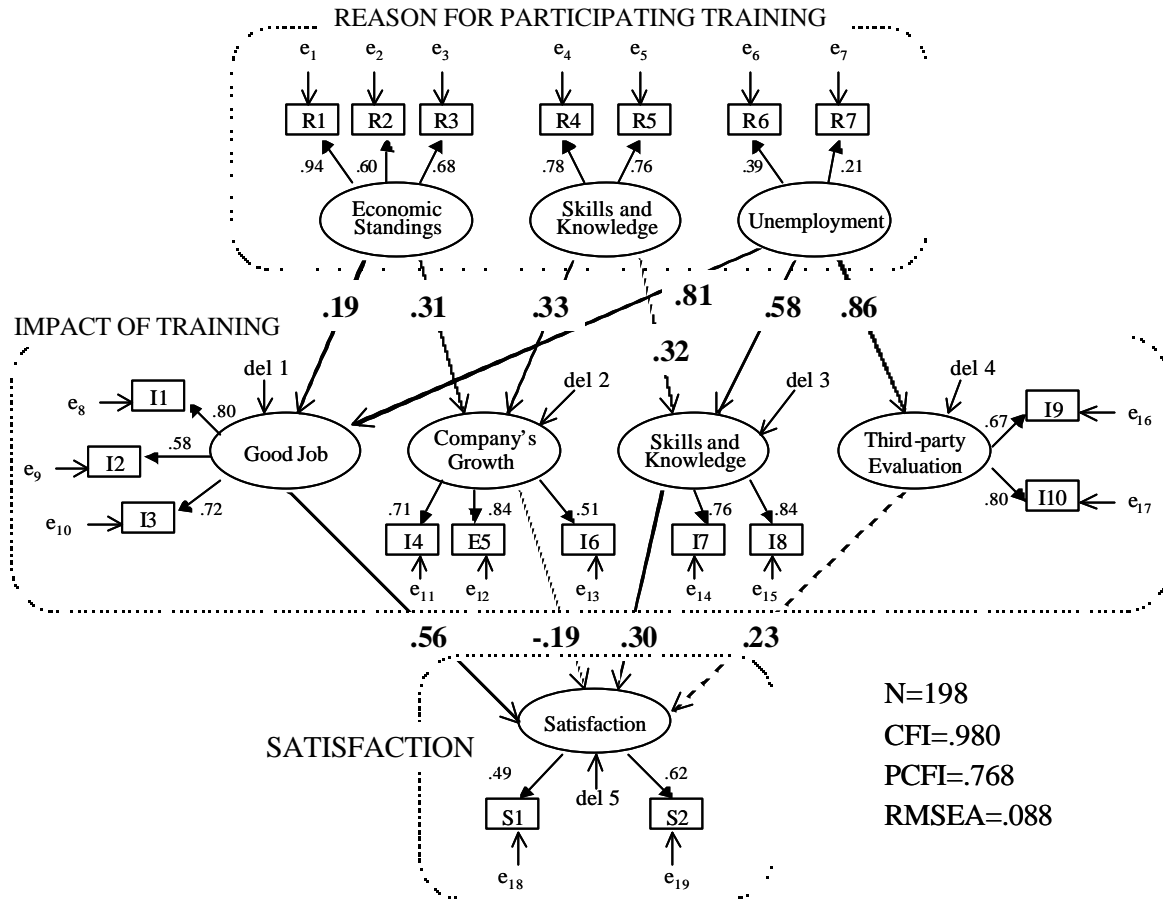 REASON FOR PARTICIPATING TRAINING
e1 e2 e3 e4 e5 e6 e7
R1 R2 R3 R4 R5 R6 R7
.94 .60 .68 .78 .76 .39 .21
Economic
Standings
Skills and
Knowledge
Unemployment
.19 .31 .33 .81 .58 .86
IMPACT OF TRAINING
.32
del 1 del 2 del 3 del 4
e8 I1 .80
e9 I2 .58
e10 I3 .72
Good Job
Company's
Growth
Skills and
Knowledge
Third-party
Evaluation
.67 I9 e16
.80 I10 e17
.71 .84 .51 .76 .84
I4 E5 I6 I7 I8
e11 e12 e13 e14 e15
.56 -.19 .30 .23
Satisfaction
SATISFACTION
.49 del 5 .62
S1 S2
e18 e19
N=198
CFI=.980
PCFI=.768
RMSEA=.088